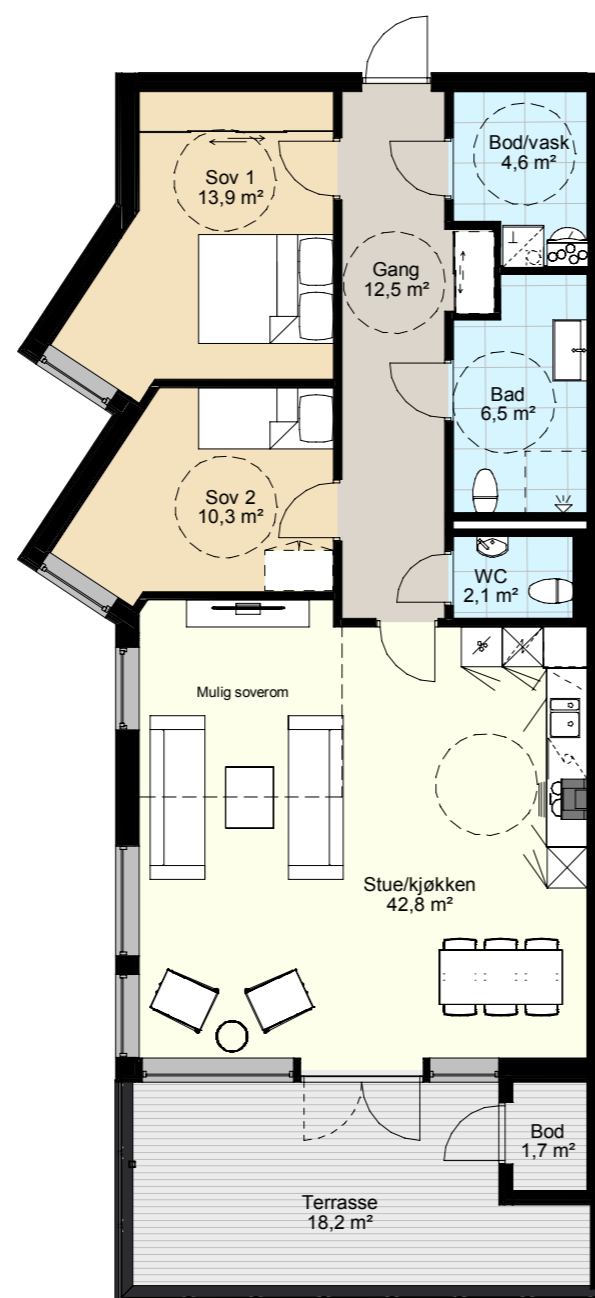 Bod/vask
4,6 m²
Sov 1
13,9 m²
Gang
12,5 m²
Bad
6,5 m²
Sov 2
10,3 m²
WC
2,1 m²
Mulig soverom
Stue/kjøkken
42,8 m²
Bod
1,7 m²
Terrasse
18,2 m²